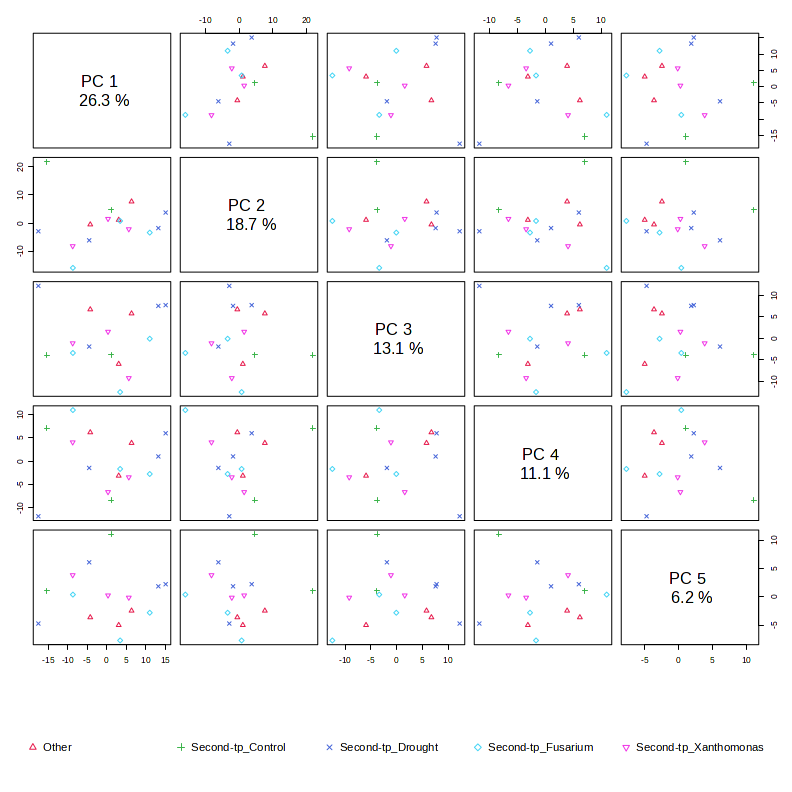 -10 0 10 20 -10 -5 0 5 10
PC 1
26.3 %
-15 -5 0 5 10
-10 0 10 20
PC 2
18.7 %
PC 3
13.1 %
-10 -5 0 5 10
-10 -5 0 5 10
PC 4
11.1 %
PC 5
6.2 %
-5 0 5 10
-15 -10 -5 0 5 10 15 -10 -5 0 5 10 -5 0 5 10
Other Second-tp_Control Second-tp_Drought Second-tp_Fusarium Second-tp_Xanthomonas